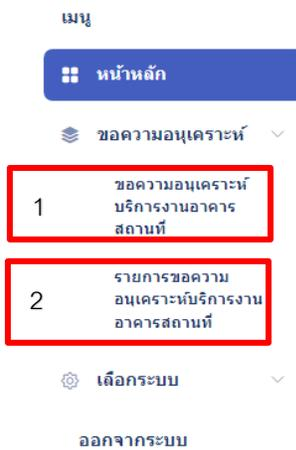 เมนู
หน้าหลัก
ขอความอนุเคราะห์
1
ขอความอนุเคราะห์
บริการงานอาคาร
สถานที่
2
รายการขอความ
อนุเคราะห์บริการงาน
อาคารสถานที่
เลือกระบบ
ออกจากระบบ